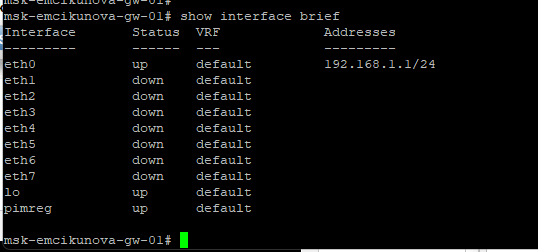 msk-emcikunova-gw-01#
msk-emcikunova-gw-01# show interface brief
Interface       Status  VRF             Addresses
---------       ------  ---             ---------
eth0            up      default         192.168.1.1/24
eth1            down    default
eth2            down    default
eth3            down    default
eth4            down    default
eth5            down    default
eth6            down    default
eth7            down    default
lo              up      default
pimreg          up      default

msk-emcikunova-gw-01#